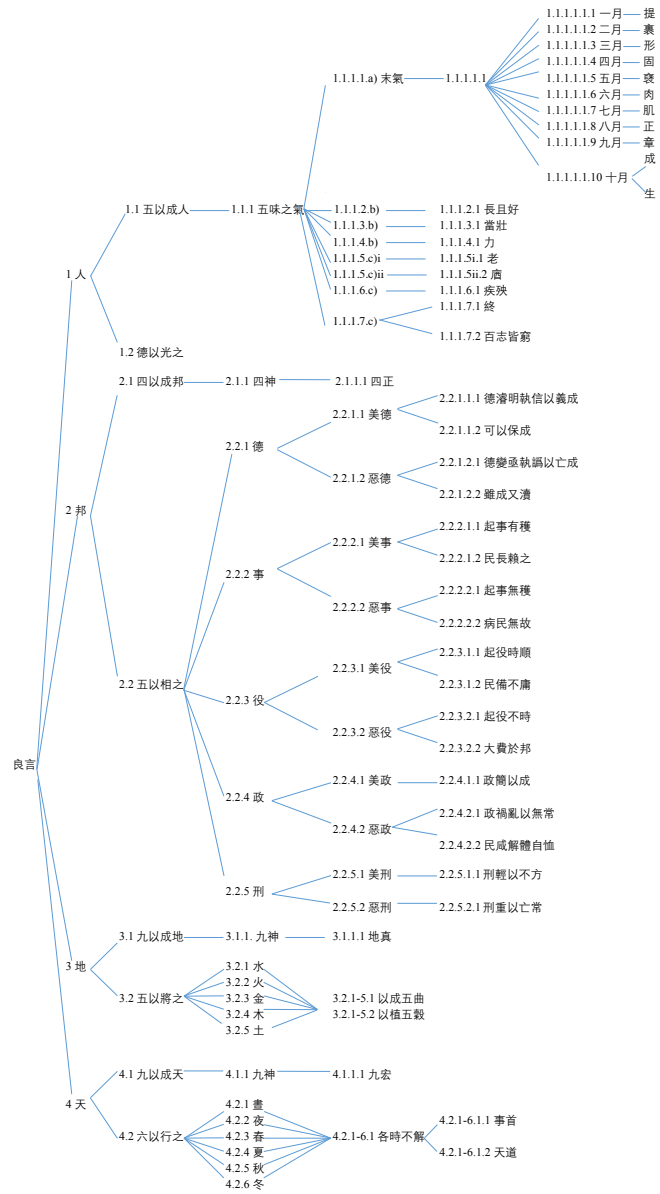 1.1.1.1.1.1 一月 提
1.1.1.1.1.2 二月 裹
1.1.1.1.1.3 三月 形
1.1.1.1.1.4 四月 固
1.1.1.1.1.5 五月 裦
1.1.1.1.1.6 六月 肉
1.1.1.1.1.7 七月 肌
1.1.1.1.1.8 八月 正
1.1.1.1.1.9 九月 章
1.1.1.1.1.10 十月
成
生
1.1.1.1.a) 末氣
1.1.1.1.1
1.1 五以成人
1.1.1 五味之氣
1.1.1.2.b)
1.1.1.2.1 長且好
1.1.1.3.b)
1.1.1.3.1 當壯
1.1.1.4.b)
1.1.1.4.1 力
1.1.1.5.c)i
1.1.1.5i.1 老
1.1.1.5.c)ii
1.1.1.5ii.2
1.1.1.6.c)
1.1.1.6.1 疾殃
1.1.1.7.c)
1.1.1.7.1 終
1.1.1.7.2 百志皆窮
1 人
1.2 德以光之
2.1 四以成邦
2.1.1 四神
2.1.1.1 四正
2 邦
2.2 五以相之
2.2.1 德
2.2.1.1 美德
2.2.1.1.1 德濬明執信以義成
2.2.1.1.2 可以保成
2.2.1.2 惡德
2.2.1.2.1 德變亟執譌以亡成
2.2.1.2.2 雖成又瀆
2.2.2 事
2.2.2.1 美事
2.2.2.1.1 起事有穫
2.2.2.1.2 民長賴之
2.2.2.2 惡事
2.2.2.2.1 起事無穫
2.2.2.2.2 病民無故
2.2.3 役
2.2.3.1 美役
2.2.3.1.1 起役時順
2.2.3.1.2 民備不庸
2.2.3.2 惡役
2.2.3.2.1 起役不時
2.2.3.2.2 大費於邦
2.2.4 政
2.2.4.1 美政
2.2.4.1.1 政簡以成
2.2.4.2 惡政
2.2.4.2.1 政禍亂以無常
2.2.4.2.2 民咸解體自恤
2.2.5 刑
2.2.5.1 美刑
2.2.5.1.1 刑輕以不方
2.2.5.2 惡刑
2.2.5.2.1 刑重以亡常
良言
3 地
3.1 九以成地
3.1.1. 九神
3.1.1.1 地真
3.2 五以將之
3.2.1 水
3.2.2 火
3.2.3 金
3.2.4 木
3.2.5 土
3.2.1-5.1 以成五曲
3.2.1-5.2 以植五穀
4 天
4.1 九以成天
4.1.1 九神
4.1.1.1 九宏
4.2 六以行之
4.2.1 晝
4.2.2 夜
4.2.3 春
4.2.4 夏
4.2.5 秋
4.2.6 冬
4.2.1-6.1 各時不解
4.2.1-6.1.1 事首
4.2.1-6.1.2 天道